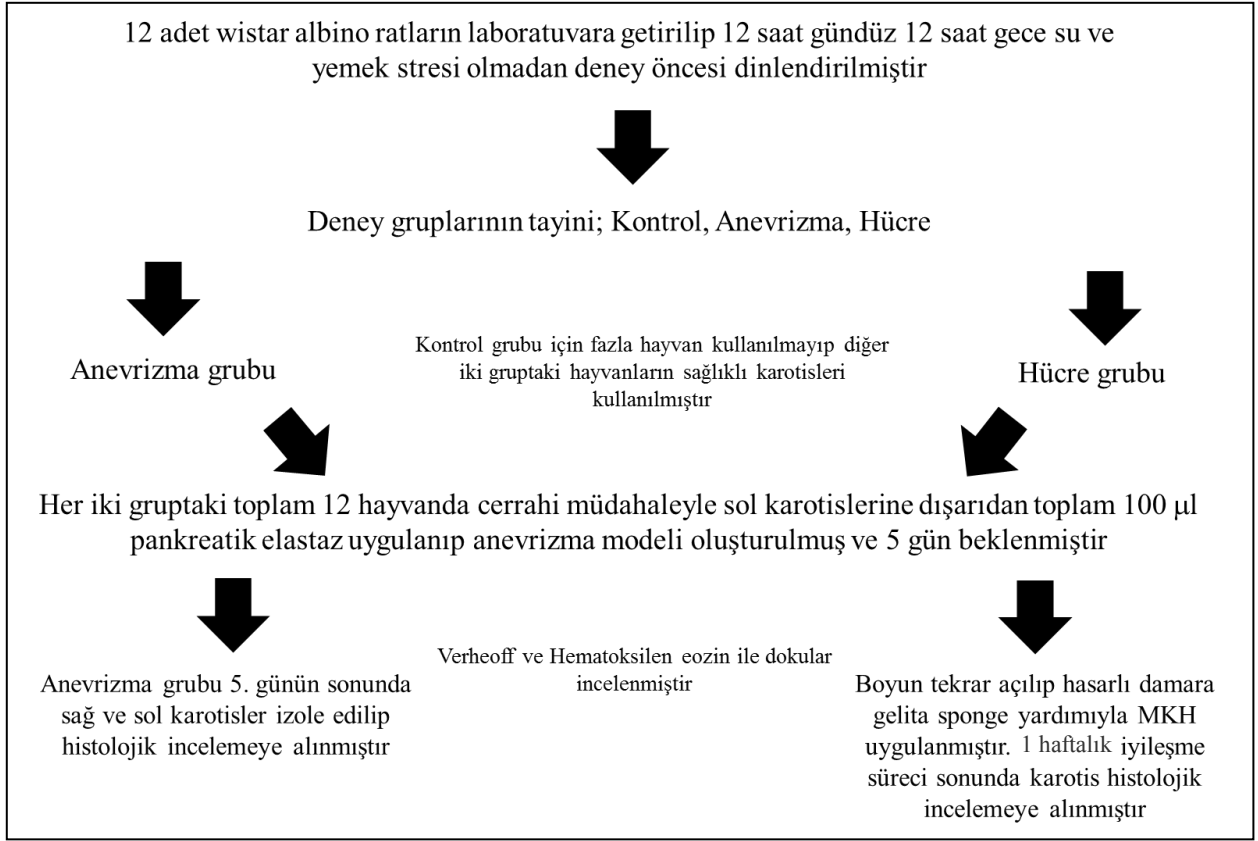 12 adet wistar albino ratların laboratuvara getirilip 12 saat gündüz 12 saat gece su ve
yemek stresi olmadan deney öncesi dinlendirilmiştir
Deney gruplarının tayini; Kontrol, Anevrizma, Hücre
Anevrizma grubu
Kontrol grubu için fazla hayvan kullanılmayıp diğer
iki gruptaki hayvanların sağlıklı karotisleri
kullanılmıştır
Hücre grubu
Her iki gruptaki toplam 12 hayvanda cerrahi müdahaleyle sol karotislerine dışarıdan toplam 100 μl
pankreatik elastaz uygulanıp anevrizma modeli oluşturulmuş ve 5 gün beklenmiştir
Anevrizma grubu 5. günün sonunda
sağ ve sol karotisler izole edilip
histolojik incelemeye alınmıştır
Verheoff ve Hematoksilen eozin ile dokular
incelenmiştir
Boyun tekrar açılıp hasarlı damara
gelita sponge yardımıyla MKH
uygulanmıştır. 1 haftalık iyileşme
süreci sonunda karotis histolojik
incelemeye alınmıştır